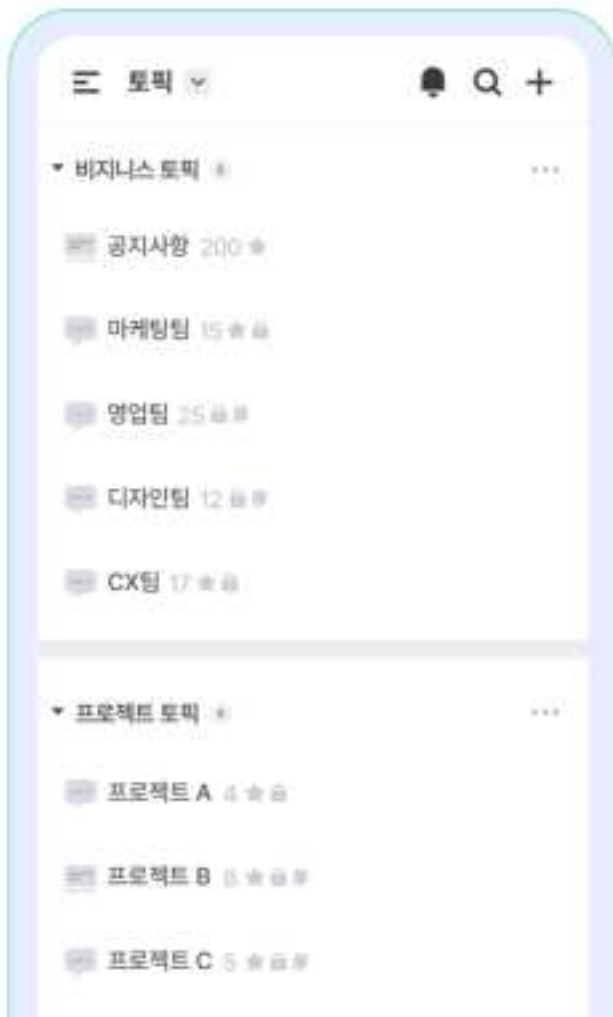 토픽
비지니스 토픽
공지사항 200
마케팅팀 15
영업팀 25
디자인팀 12
CX팀 17
프로젝트 토픽
프로젝트 A 4
프로젝트 B
프로젝트 C 5